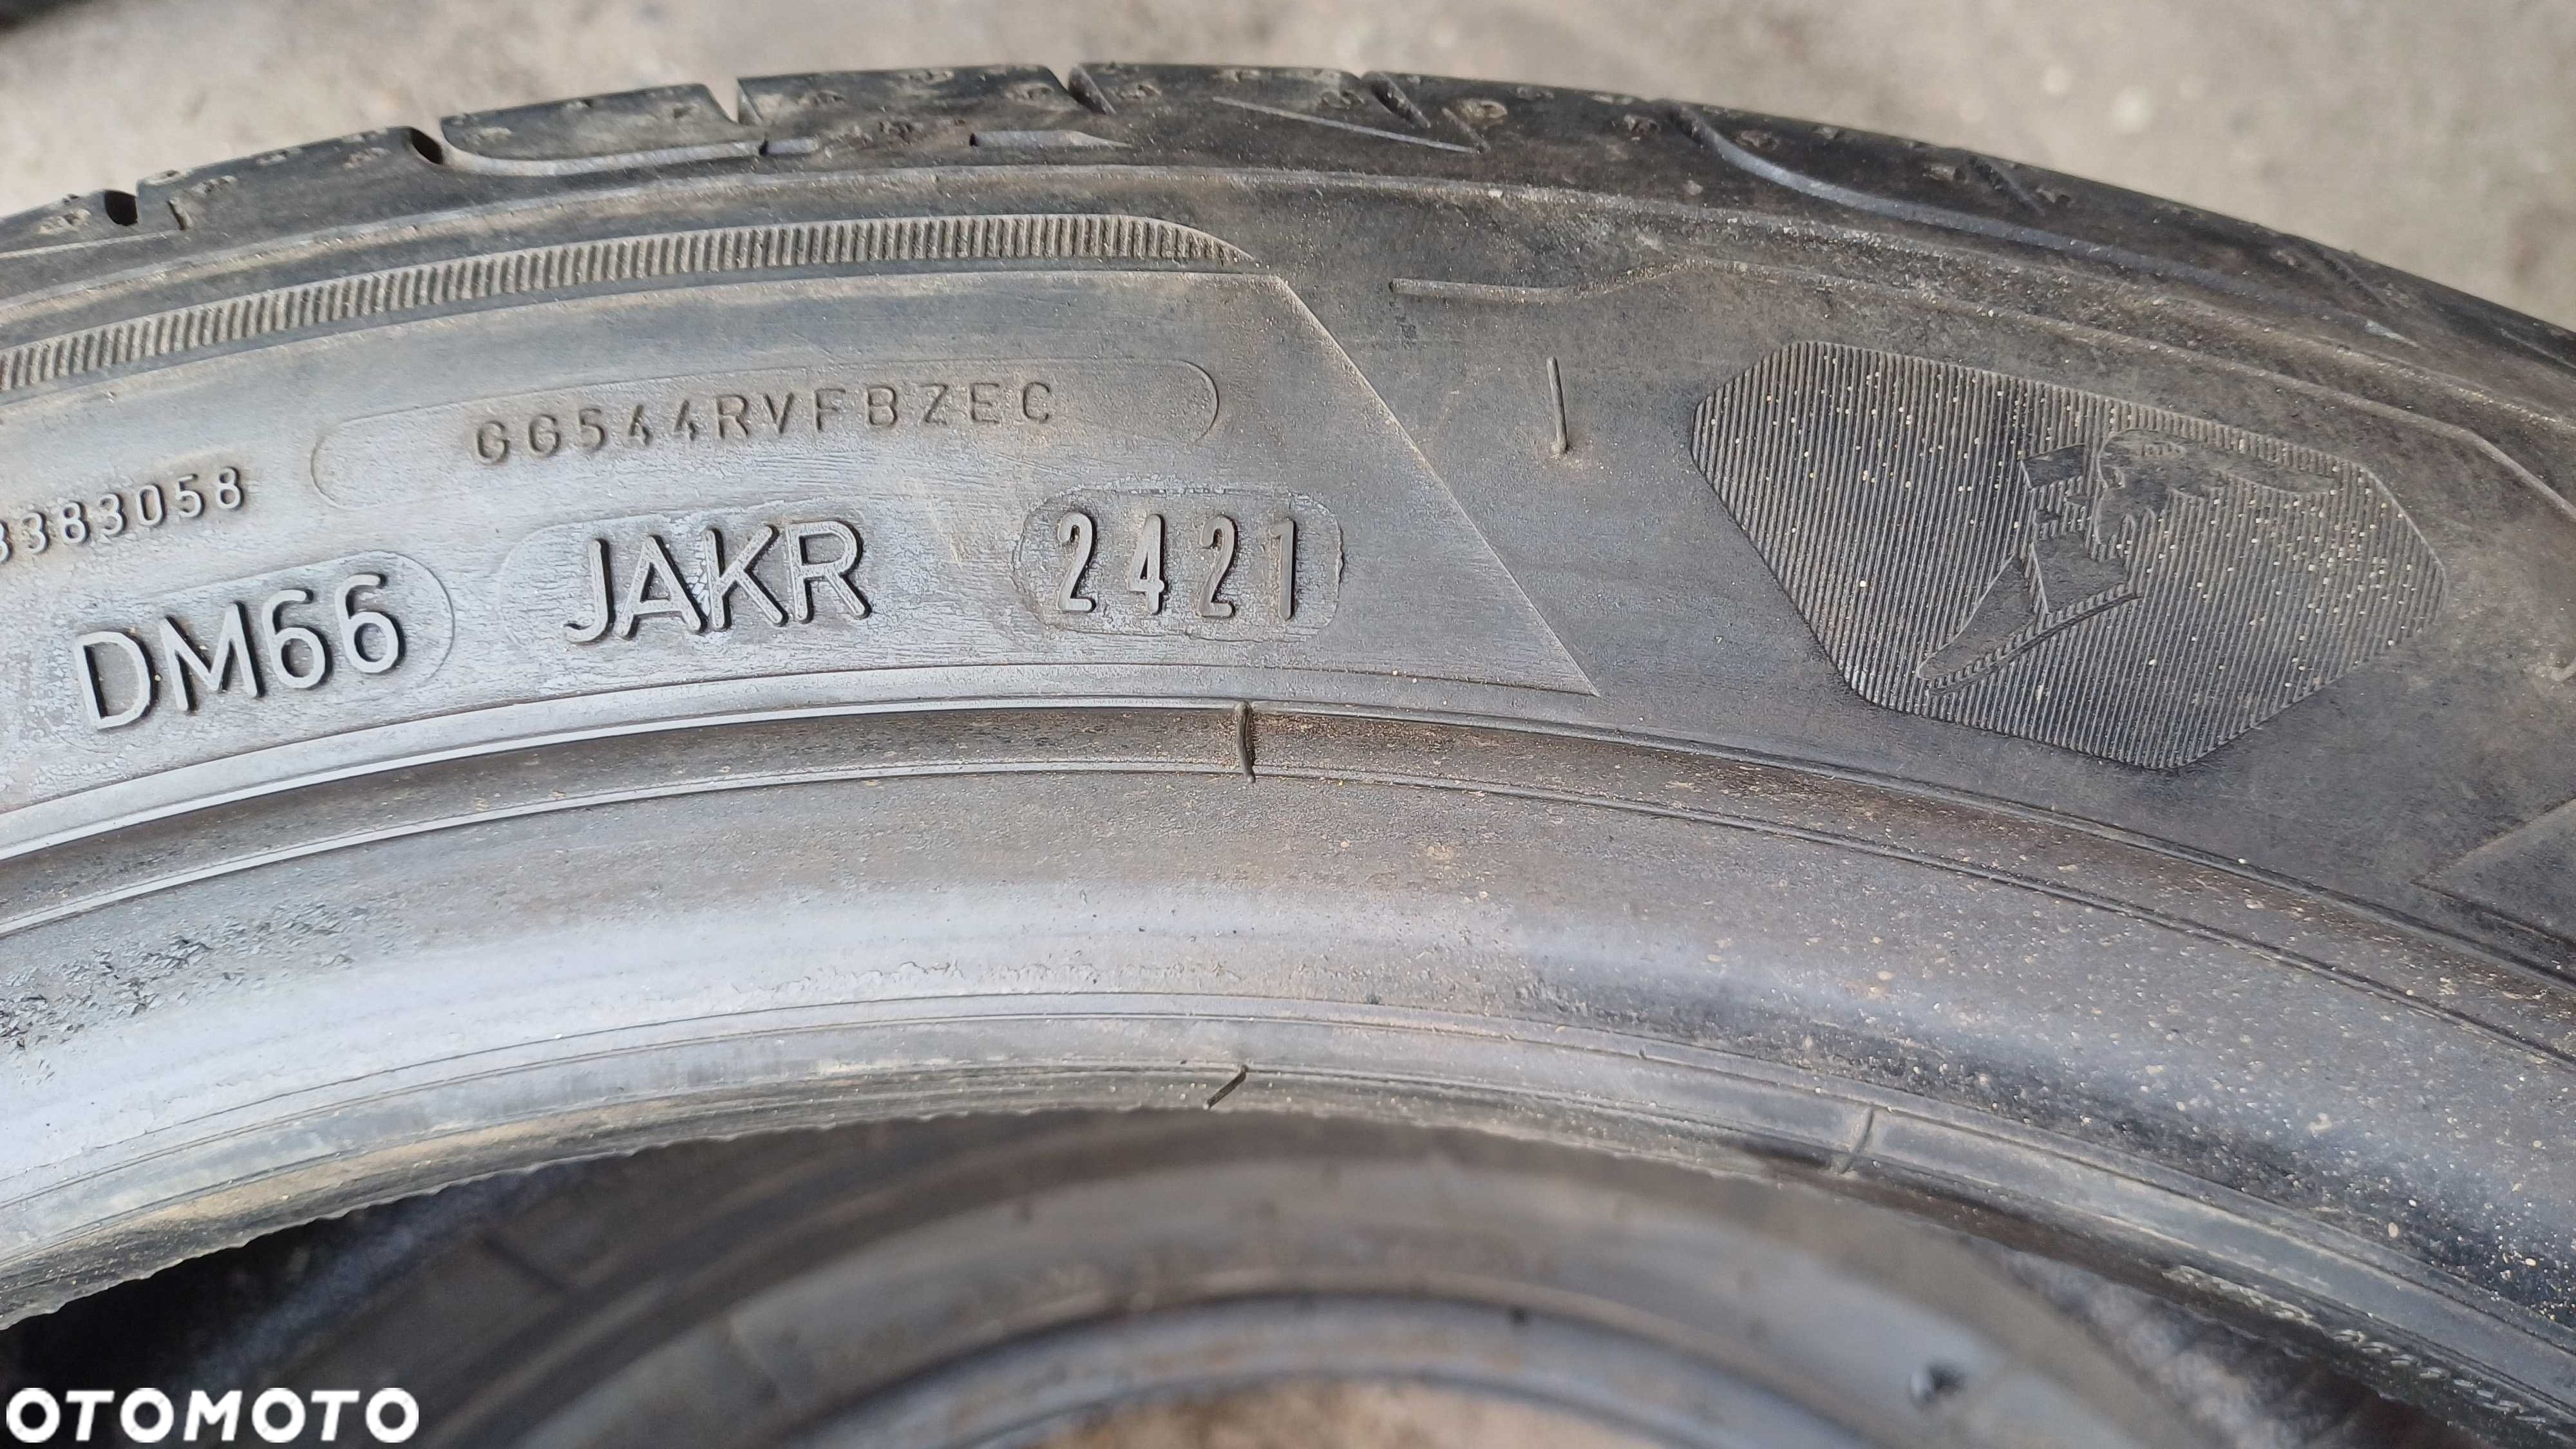 GG544RVFBZEC
3383058
DM66 JAKR 2421
OTOMOTO